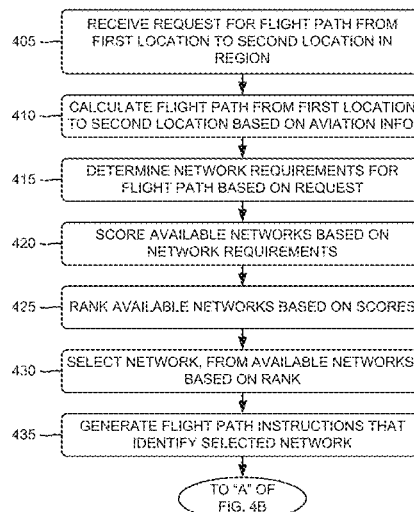 405
RECEIVE REQUEST FOR FLIGHT PATH FROM
FIRST LOCATION TO SECOND LOCATION IN
REGION
410
CALCULATE FLIGHT PATH FROM FIRST LOCATION
TO SECOND LOCATION BASED ON AVIATION INFO
415
DETERMINE NETWORK REQUIREMENTS FOR
FLIGHT PATH BASED ON REQUEST
420
SCORE AVAILABLE NETWORKS BASED ON
NETWORK REQUIREMENTS
425
RANK AVAILABLE NETWORKS BASED ON SCORES
430
SELECT NETWORK, FROM AVAILABLE NETWORKS
BASED ON RANK
435
GENERATE FLIGHT PATH INSTRUCTIONS THAT
IDENTIFY SELECTED NETWORK
TO "A" OF
FIG. 4B